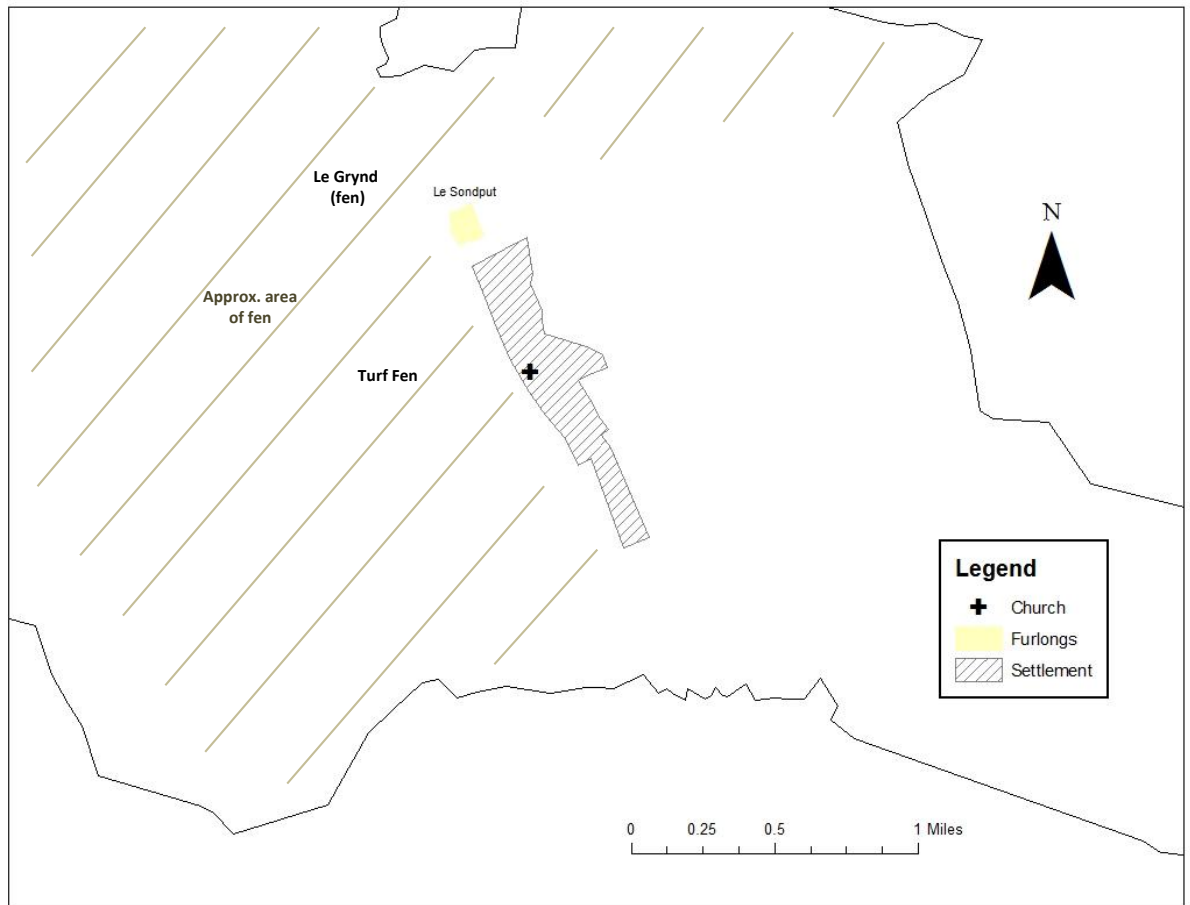 Le Grynd
(fen)
Le Sondput
N
Approx. area
of fen
Turf Fen
Legend
Church
Furlongs
Settlement
0 0.25 0.5 1 Miles